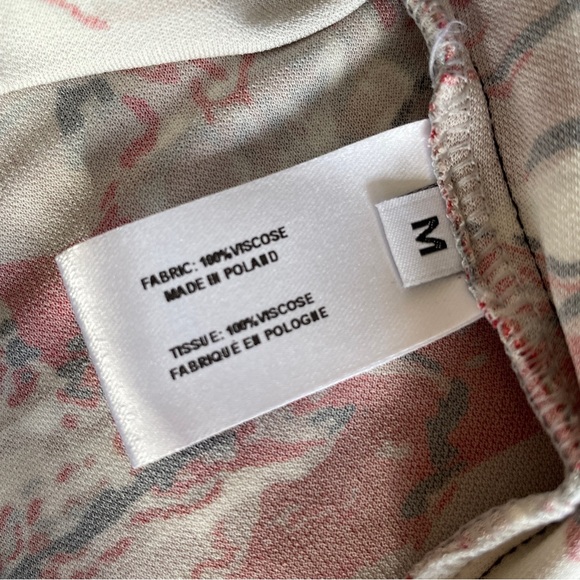 FABRIC: 100% VISCOSE
MADE IN POLAND
TISSUE: 100% VISCOSE
FABRIQUÉ EN POLOGNE
M